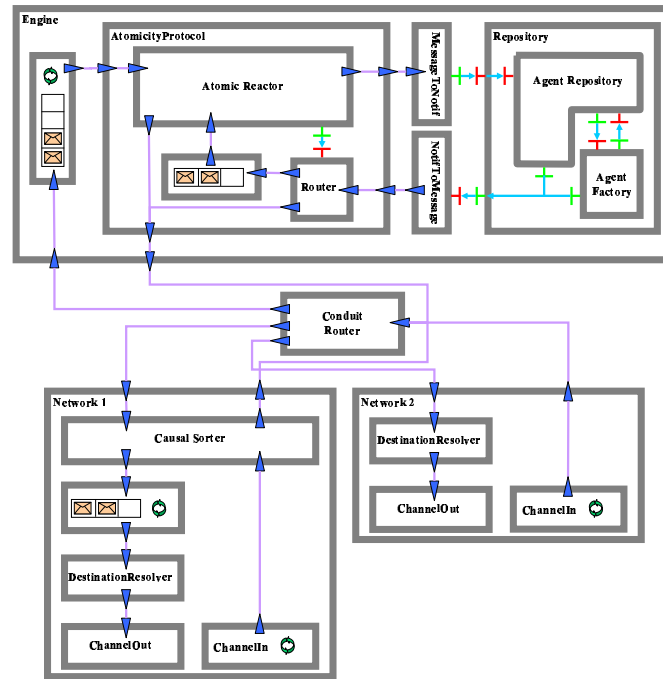 Engine
AtomicityProtocol
Atomic Reactor
MessageToNotif
Repository
Agent Repository
Router
NotifToMessage
Agent
Factory
Conduit
Router
Network 1
Causal Sorter
DestinationResolver
ChannelOut
ChannelIn
Network 2
DestinationResolver
ChannelOut
ChannelIn